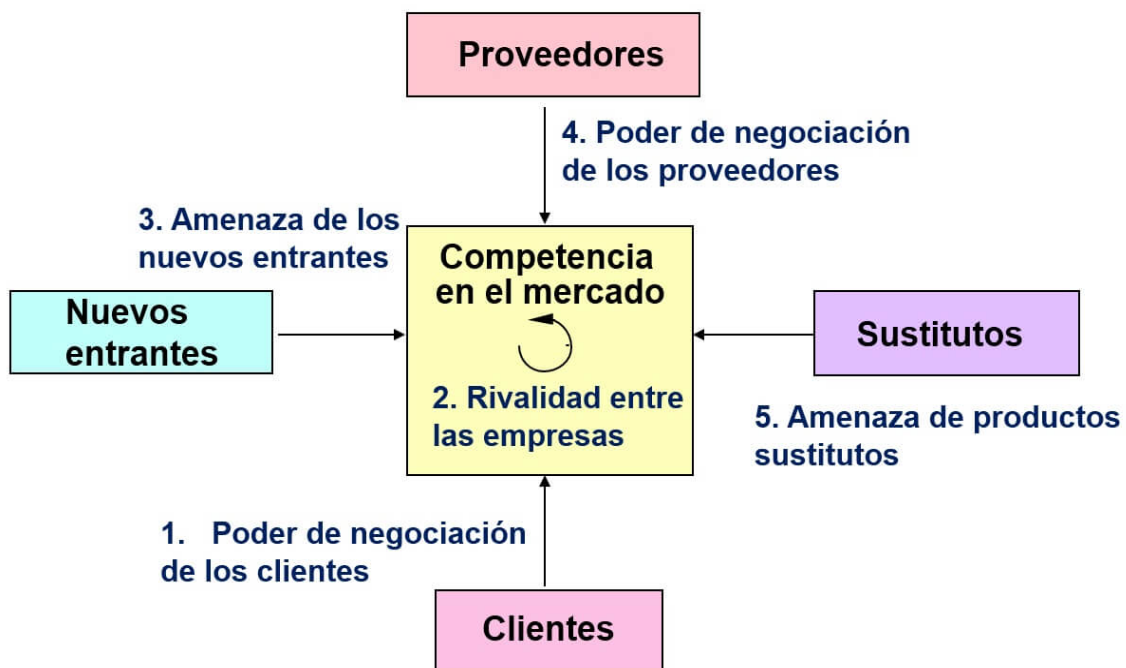 Proveedores
4. Poder de negociación
de los proveedores
3. Amenaza de los
nuevos entrantes
Competencia
en el mercado
Nuevos
entrantes
Sustitutos
2. Rivalidad entre
las empresas
5. Amenaza de productos
sustitutos
1. Poder de negociación
de los clientes
Clientes